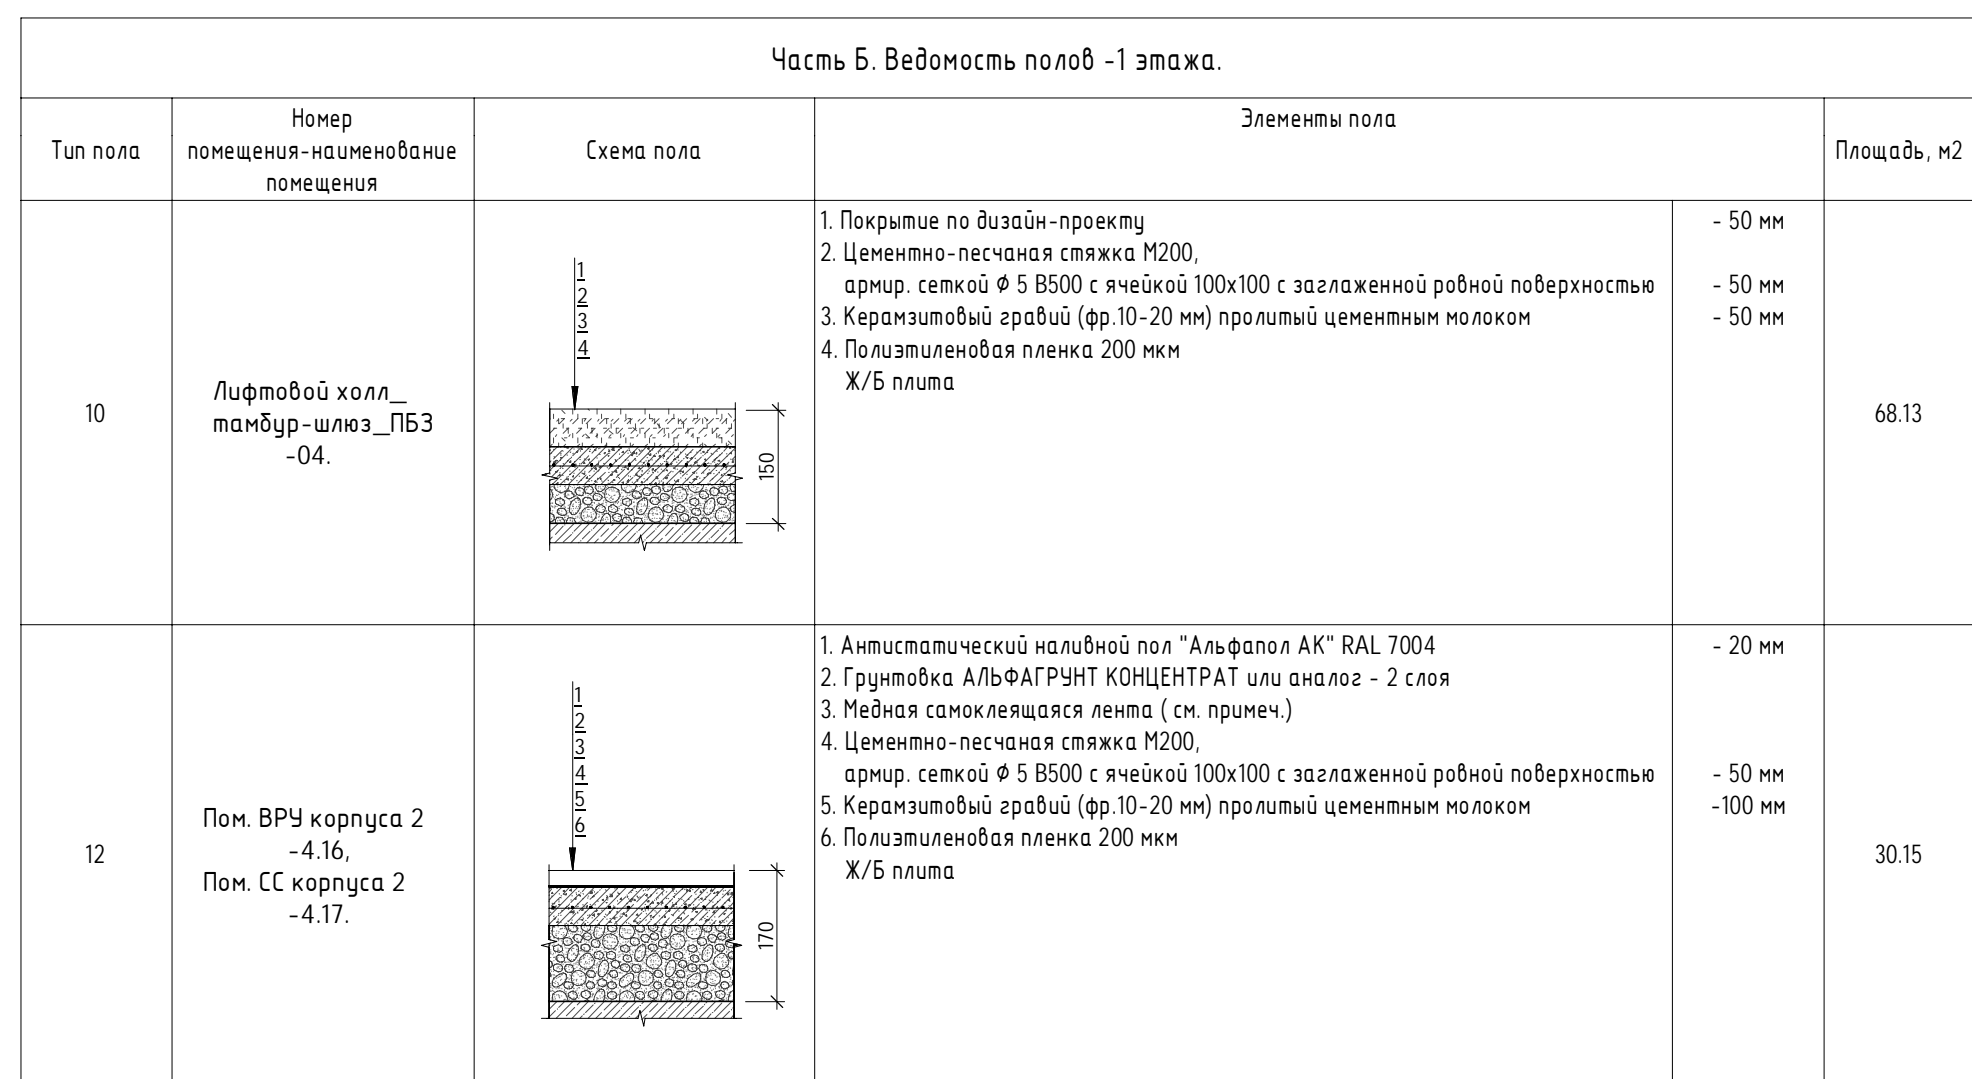 Часть Б. Ведомость полов -1 этажа.
Тип пола
Номер
помещения-наименование
помещения
Схема пола
Элементы пола
Площадь, м2
10
Лифтовой холл_
тамбур-шлюз_ПБЗ
-04.
1
2
3
4
150
1. Покрытие по дизайн-проекту - 50 мм
2. Цементно-песчаная стяжка М200,
армир. сеткой Ф 5 В500 с ячейкой 100х100 с заглаженной ровной поверхностью - 50 мм
3. Керамзитовый гравий (фр.10-20 мм) пролитый цементным молоком - 50 мм
4. Полиэтиленовая пленка 200 мкм
Ж/Б плита
68.13
12
Пом. ВРУ корпуса 2
-4.16,
Пом. СС корпуса 2
-4.17.
1
2
3
4
5
6
170
1. Антистатический наливной пол "Альфапол АК" RAL 7004 - 20 мм
2. Грунтовка АЛЬФАГРУНТ КОНЦЕНТРАТ или аналог - 2 слоя
3. Медная самоклеящаяся лента ( см. примеч.)
4. Цементно-песчаная стяжка М200,
армир. сеткой Ф 5 В500 с ячейкой 100х100 с заглаженной ровной поверхностью - 50 мм
5. Керамзитовый гравий (фр.10-20 мм) пролитый цементным молоком -100 мм
6. Полиэтиленовая пленка 200 мкм
Ж/Б плита
30.15